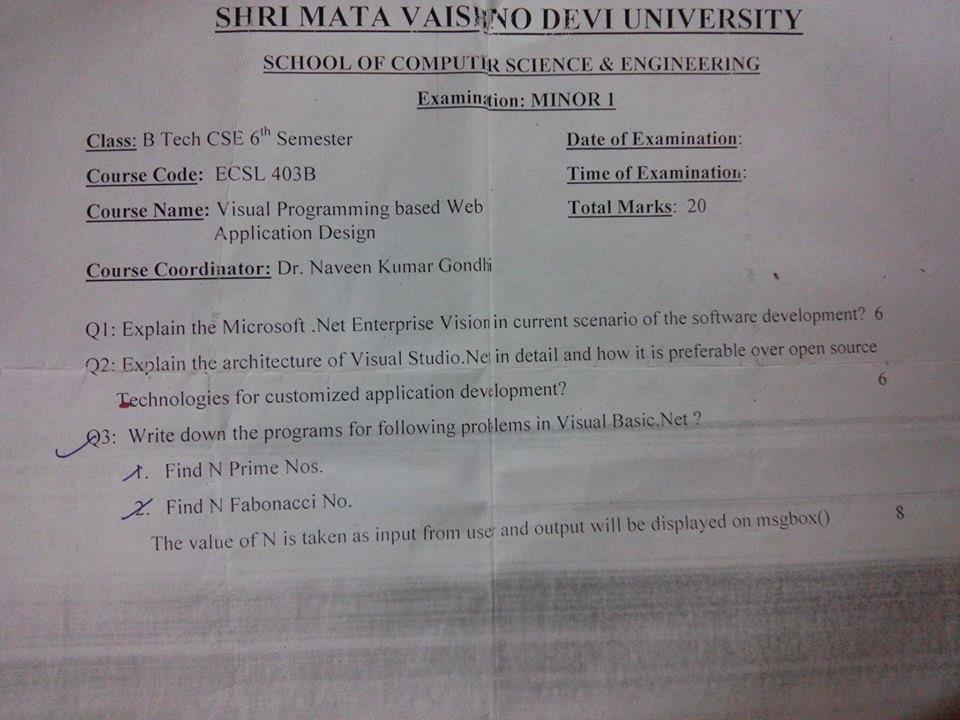 SHRI MATA VAISHNO DEVI UNIVERSITY
SCHOOL OF COMPUTER SCIENCE & ENGINEERING
Examination: MINOR 1
Class: B Tech CSE 6th Semester
Date of Examination:
Course Code: ECSL 403B
Time of Examination:
Course Name: Visual Programming based Web
Total Marks: 20
Application Design
Course Coordinator: Dr. Naveen Kumar Gondhi
Q1: Explain the Microsoft .Net Enterprise Vision in current scenario of the software development? 6
Q2: Explain the architecture of Visual Studio.Net in detail and how it is preferable over open source
Technologies for customized application development? 6
Q3: Write down the programs for following problems in Visual Basic.Net ?
1. Find N Prime Nos.
2. Find N Fabonacci No.
The value of N is taken as input from user and output will be displayed on msgbox() 8